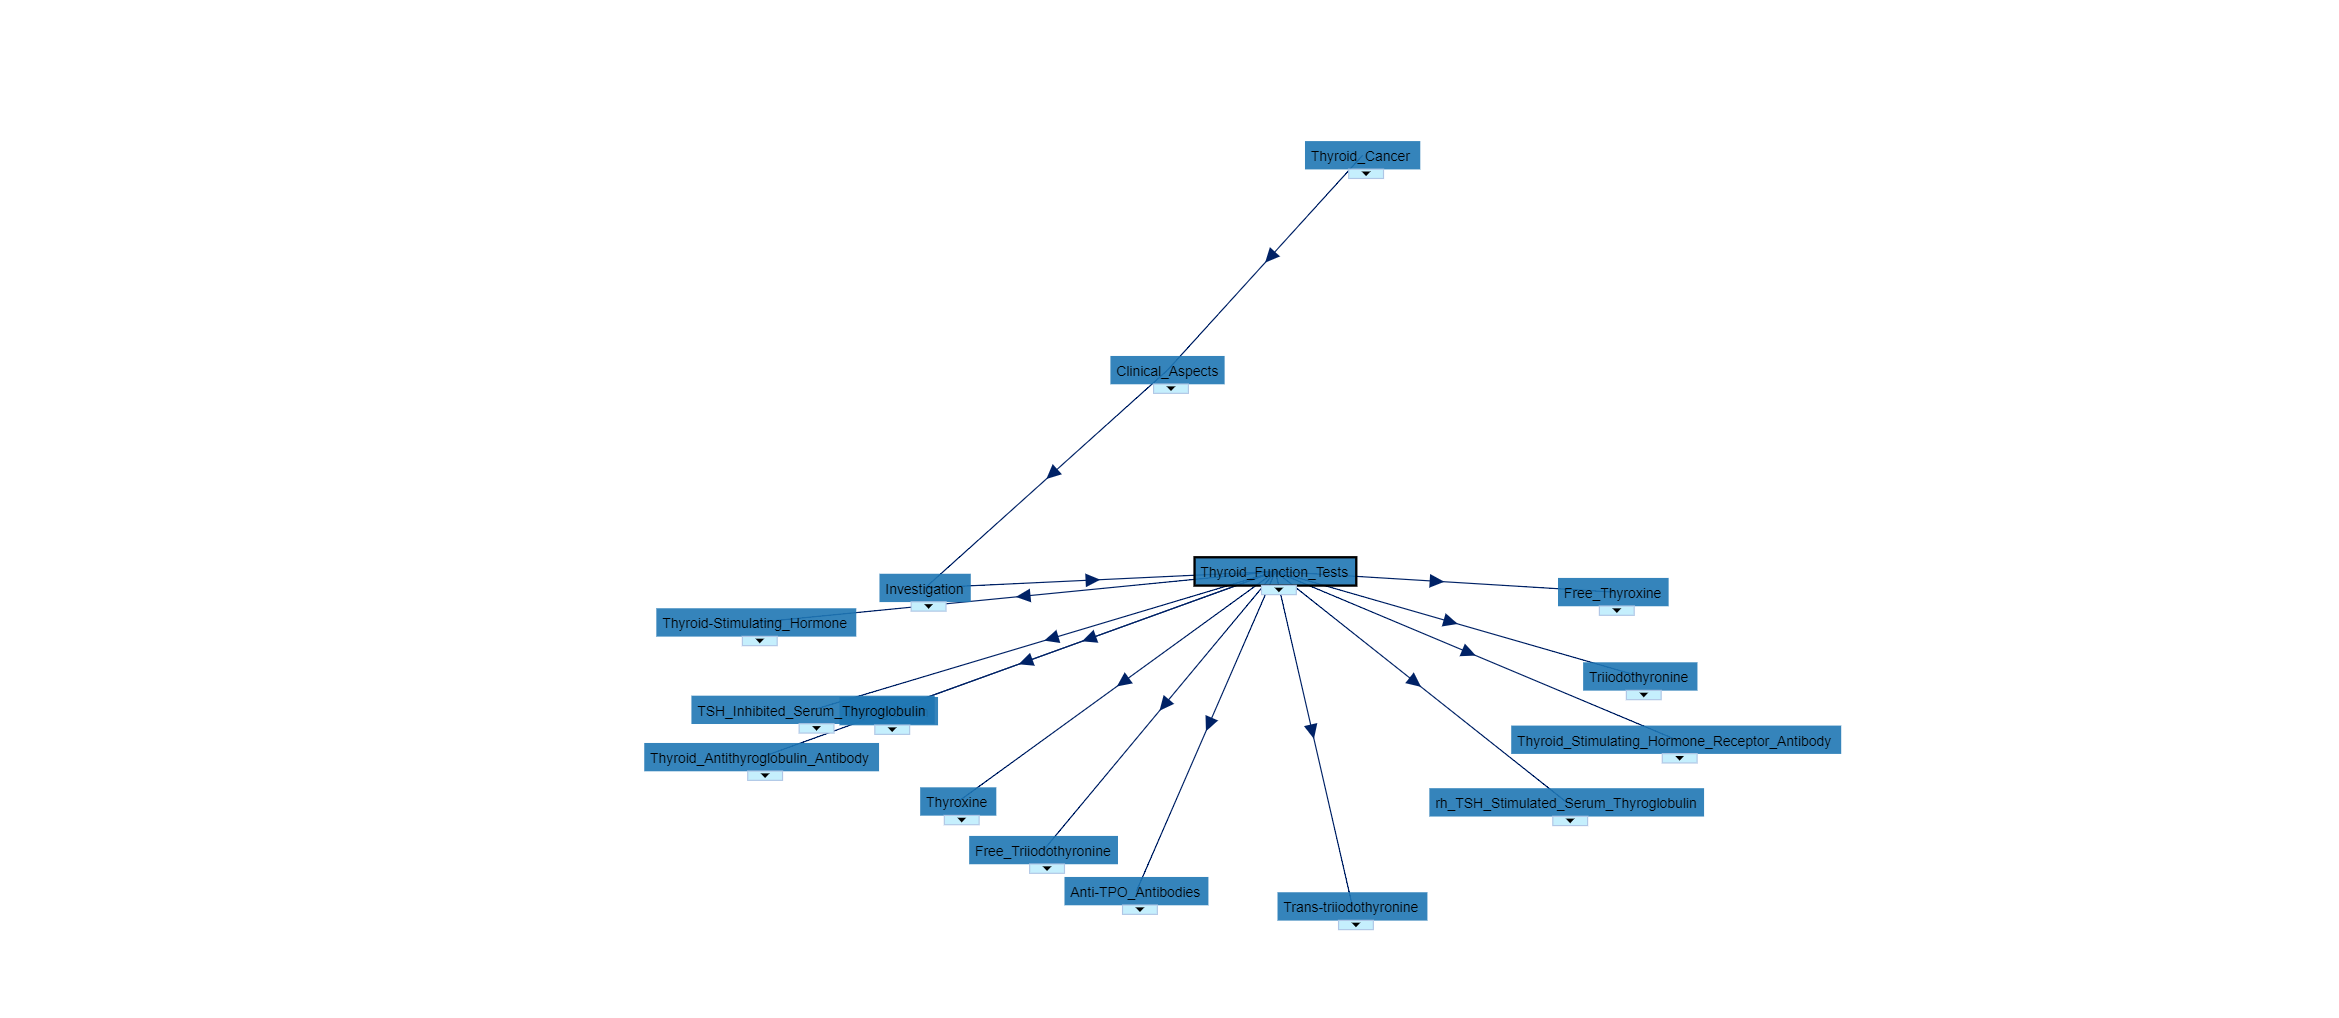 Thyroid_Cancer
Clinical_Aspects
Thyroid_Function_Tests
Investigation
Free_Thyroxine
Thyroid-Stimulating_Hormone
Triiodothyronine
TSH_Inhibited_Serum_Thyroglobulin
Thyroid_Stimulating_Hormone_Receptor_Antibody
Thyroid_Antithyroglobulin_Antibody
Thyroxine
rh_TSH_Stimulated_Serum_Thyroglobulin
Free_Triiodothyronine
Anti-TPO_Antibodies
Trans-triiodothyronine